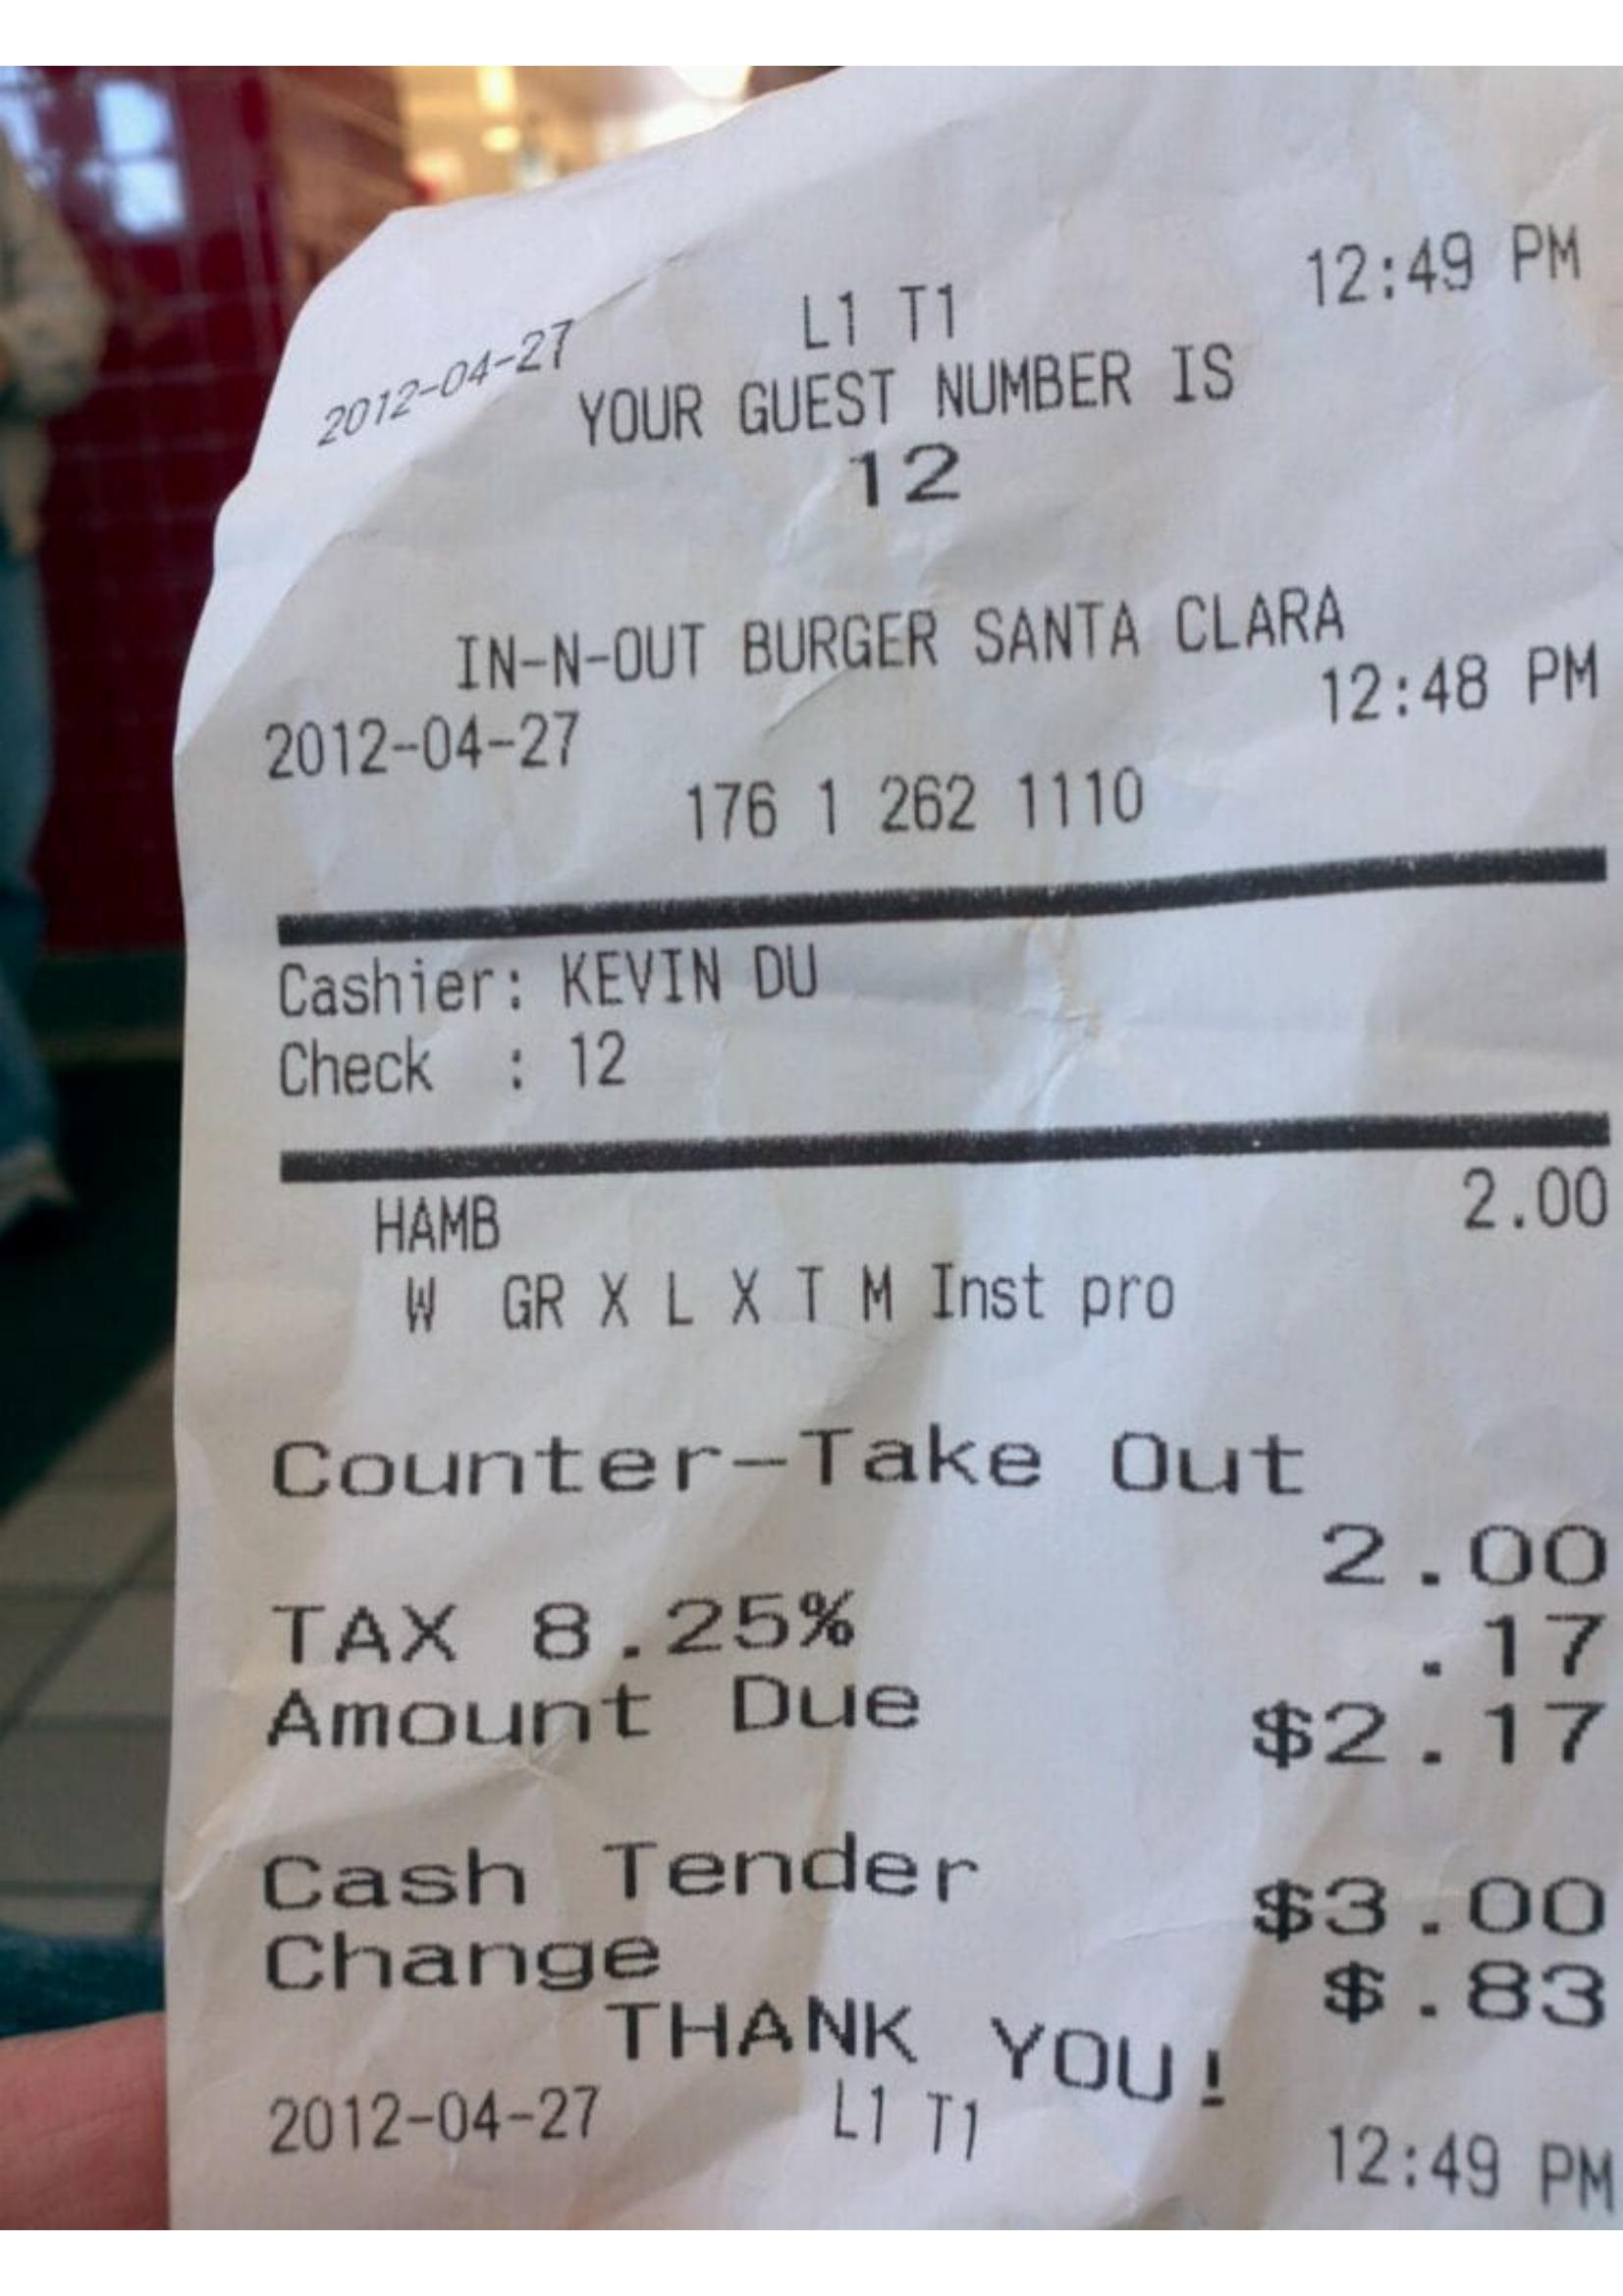 2012-04-27 L1 T1 12:49 PM
YOUR GUEST NUMBER IS
12
IN-N-OUT BURGER SANTA CLARA
2012-04-27 12:48 PM
176 1 262 1110
Cashier: KEVIN DU
Check : 12
HAMB 2.00
W GR X L X T M Inst pro
Counter-Take Out
2.00
TAX 8.25% .17
Amount Due $2.17
Cash Tender $3.00
Change $.83
THANK YOU!
2012-04-27 L1 T1 12:49 PM